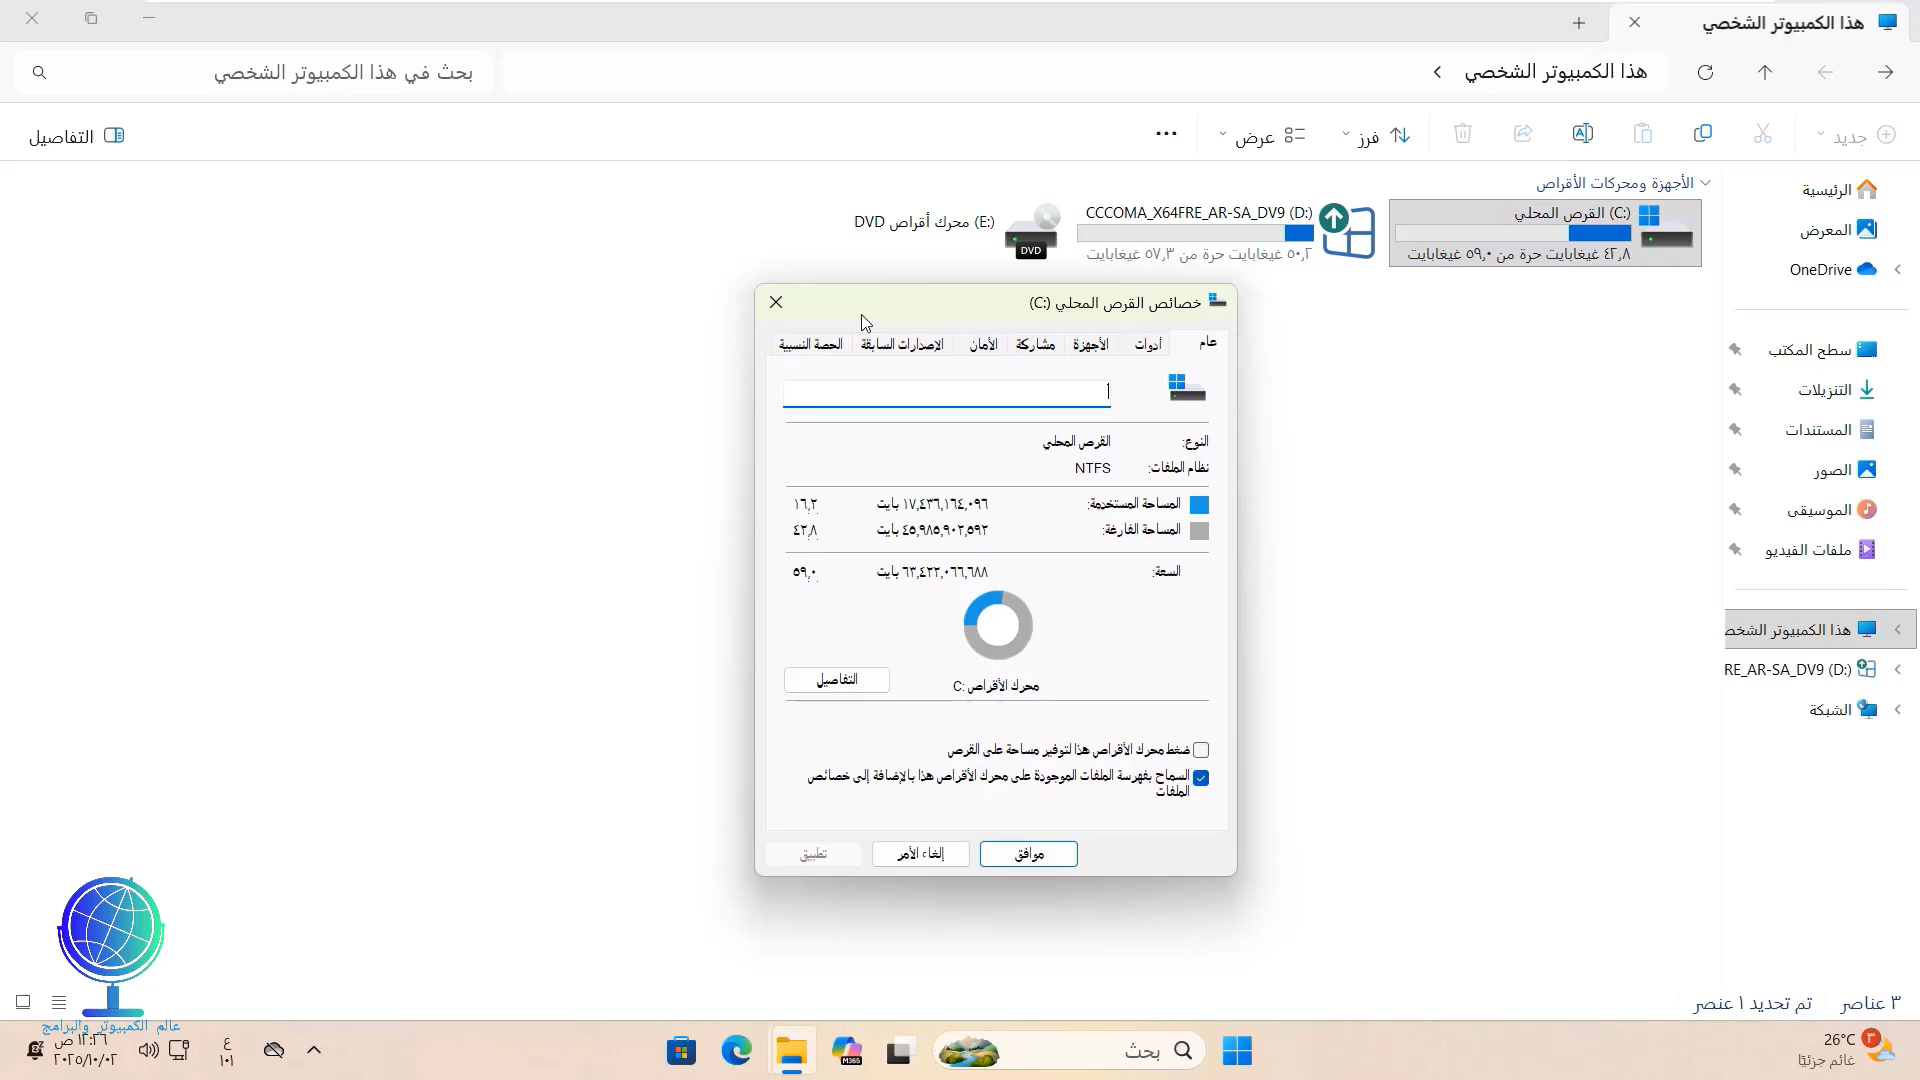 هذا الكمبيوتر الشخصي
هذا الكمبيوتر الشخصي
بحث في هذا الكمبيوتر الشخصي
جديد
فرز
عرض
التفاصيل
الرئيسية
المعرض
OneDrive
سطح المكتب
التنزيلات
المستندات
الصور
الموسيقى
ملفات الفيديو
هذا الكمبيوتر الشخص
RE_AR-SA_DV9 (D:)
الشبكة
الأجهزة ومحركات الأقراص
القرص المحلي (C:)
٤٢٫٨ غيغابايت حرة من ٥٩٫٠ غيغابايت
CCCOMA_X64FRE_AR-SA_DV9 (D:)
٥٠٫٢ غيغابايت حرة من ٥٧٫٣ غيغابايت
محرك أقراص DVD (E:)
DVD
خصائص القرص المحلي (C:)
عام
أدوات
الأجهزة
مشاركة
الأمان
الإصدارات السابقة
الحصة النسبية
النوع: القرص المحلي
نظام الملفات: NTFS
المساحة المستخدمة: ١٧,٤٣٦,١٦٤,٠٩٦ بايت ١٦٫٢
المساحة الفارغة: ٤٥,٩٨٥,٩٠٢,٥٩٢ بايت ٤٢٫٨
السعة: ٦٣,٤٢٢,٠٦٦,٦٨٨ بايت ٥٩٫٠
محرك الأقراص C:
التفاصيل
ضغط محرك الأقراص هذا لتوفير مساحة على القرص
السماح بفهرسة الملفات الموجودة على محرك الأقراص هذا بالإضافة إلى خصائص
الملفات
موافق
إلغاء الأمر
تطبيق
٣ عناصر
تم تحديد ١ عنصر
عالم الكمبيوتر والبرامج
٣
26°C
غائم جزئيًا
بحث
M365
ع
١٠١
١٢:٢٦ ص
٢٠٢٥/١٠/٠٢